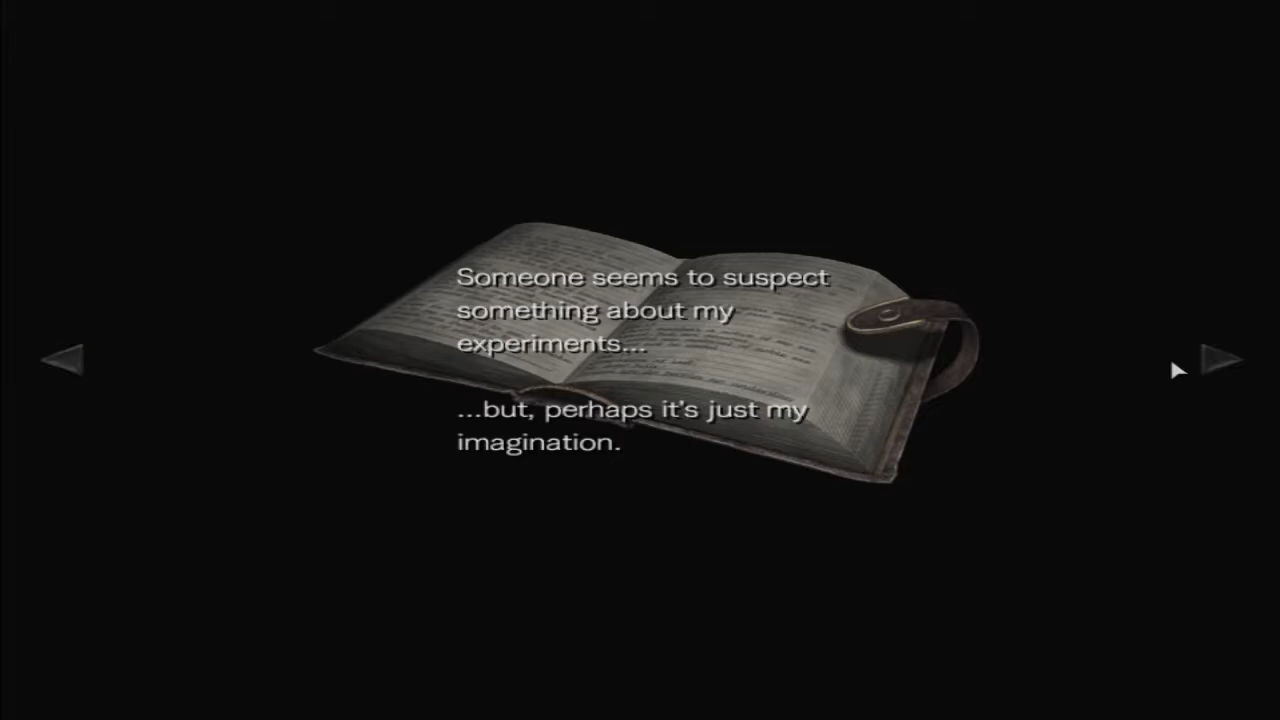 Someone seems to suspect
something about my
experiments...
...but, perhaps it's just my
imagination.